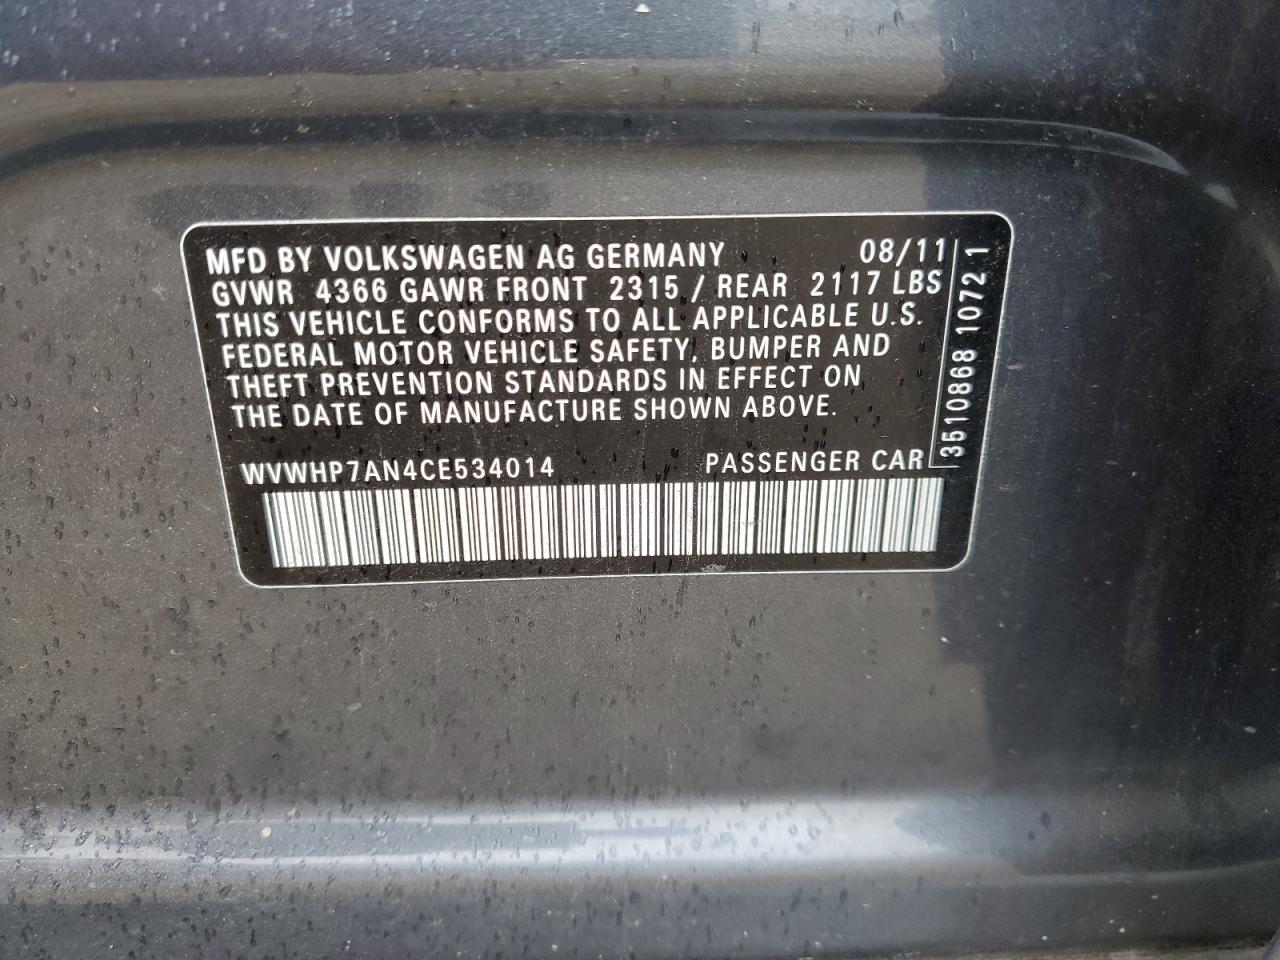 MFD BY VOLKSWAGEN AG GERMANY 08/11
GVWR 4366 GAWR FRONT 2315 / REAR 2117 LBS
THIS VEHICLE CONFORMS TO ALL APPLICABLE U.S.
FEDERAL MOTOR VEHICLE SAFETY, BUMPER AND
THEFT PREVENTION STANDARDS IN EFFECT ON
THE DATE OF MANUFACTURE SHOWN ABOVE.
WVWHP7AN4CE534014 PASSENGER CAR
3510868 1072 1